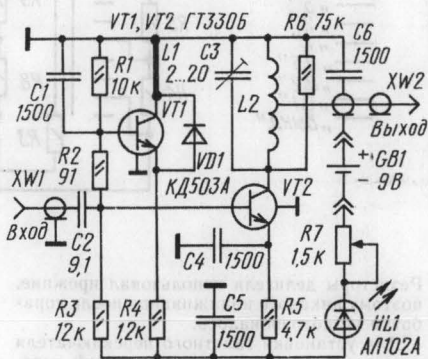 VT1, VT2 ГТ330Б
R6 75к
C6
1500
L1
2...20
C3
R1
10к
C1
1500
VT1
L2
XW2
Выход
R2
91
VD1
КД503А
+GB1
− 9В
XW1
Вход
C2
9,1
VT2
C4
1500
R7
1,5к
R3
12к
R4
1,2к
C5
1500
R5
4,7к
HL1
АЛ102А